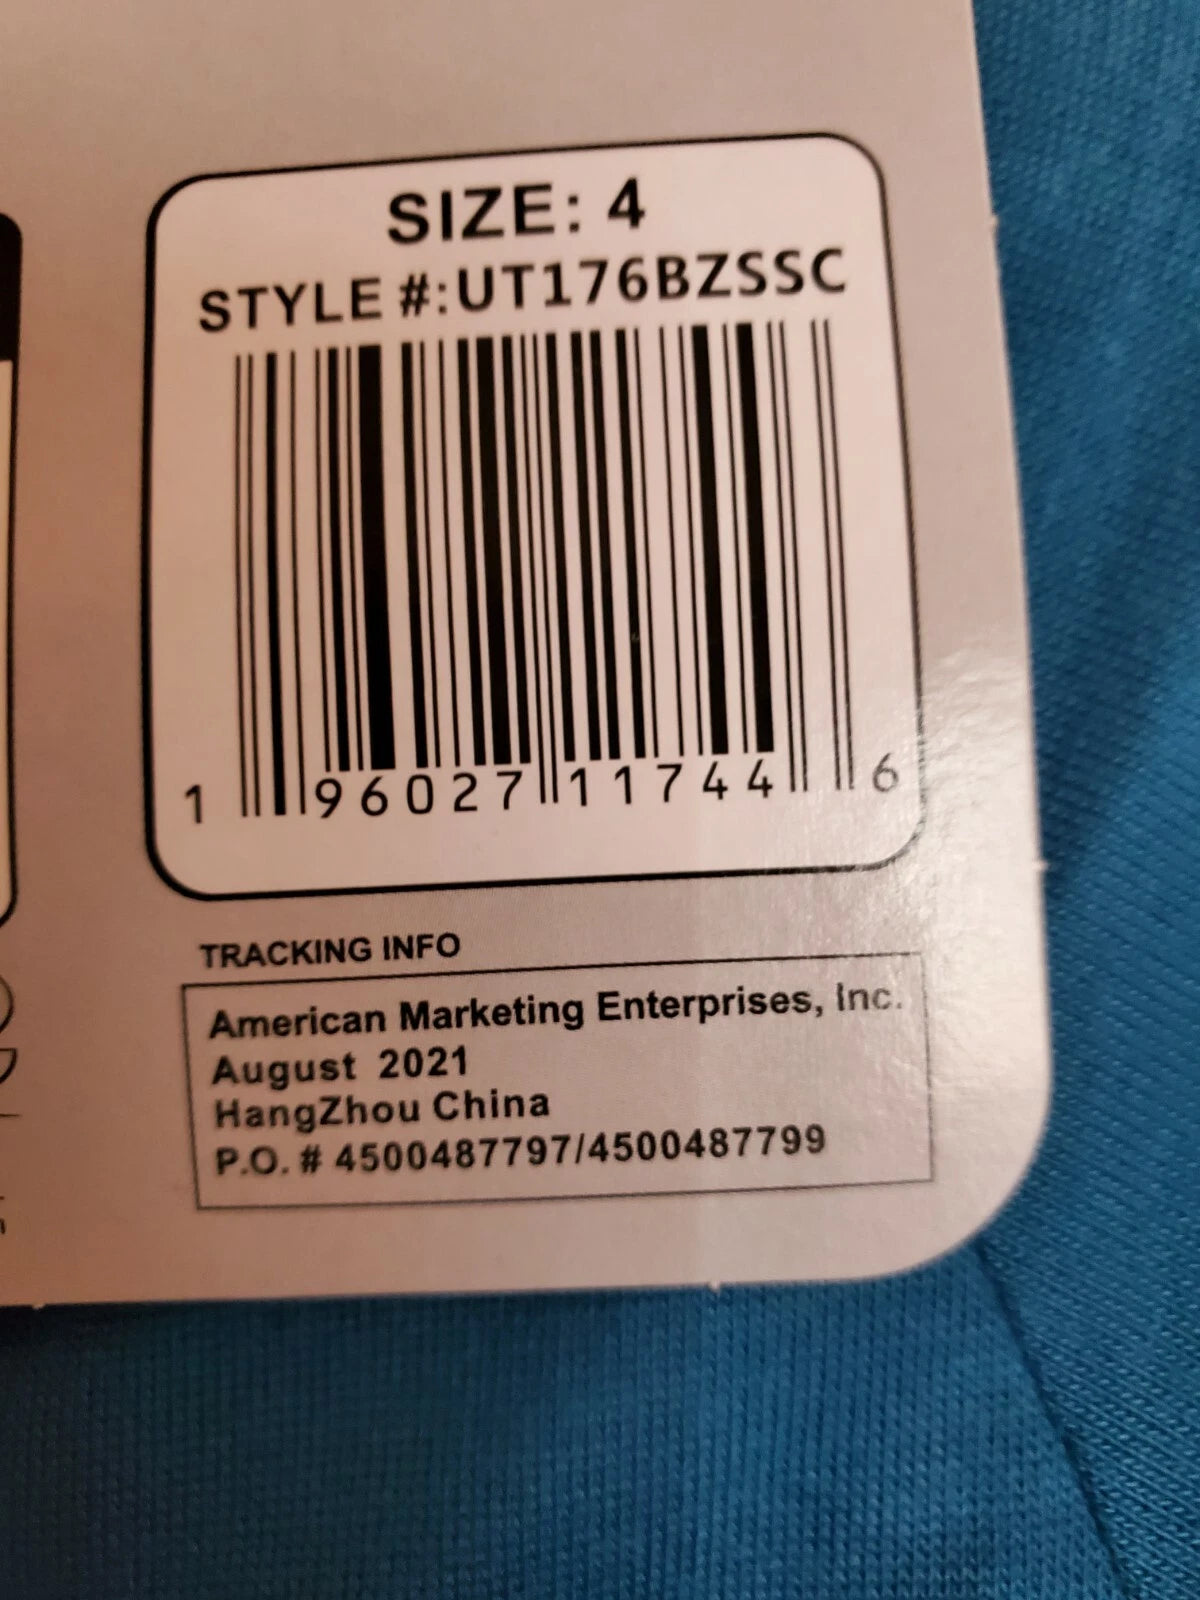 SIZE: 4
STYLE #:UT176BZSSC
1 96027 11744 6
TRACKING INFO
American Marketing Enterprises, Inc.
August 2021
HangZhou China
P.O. # 4500487797/4500487799